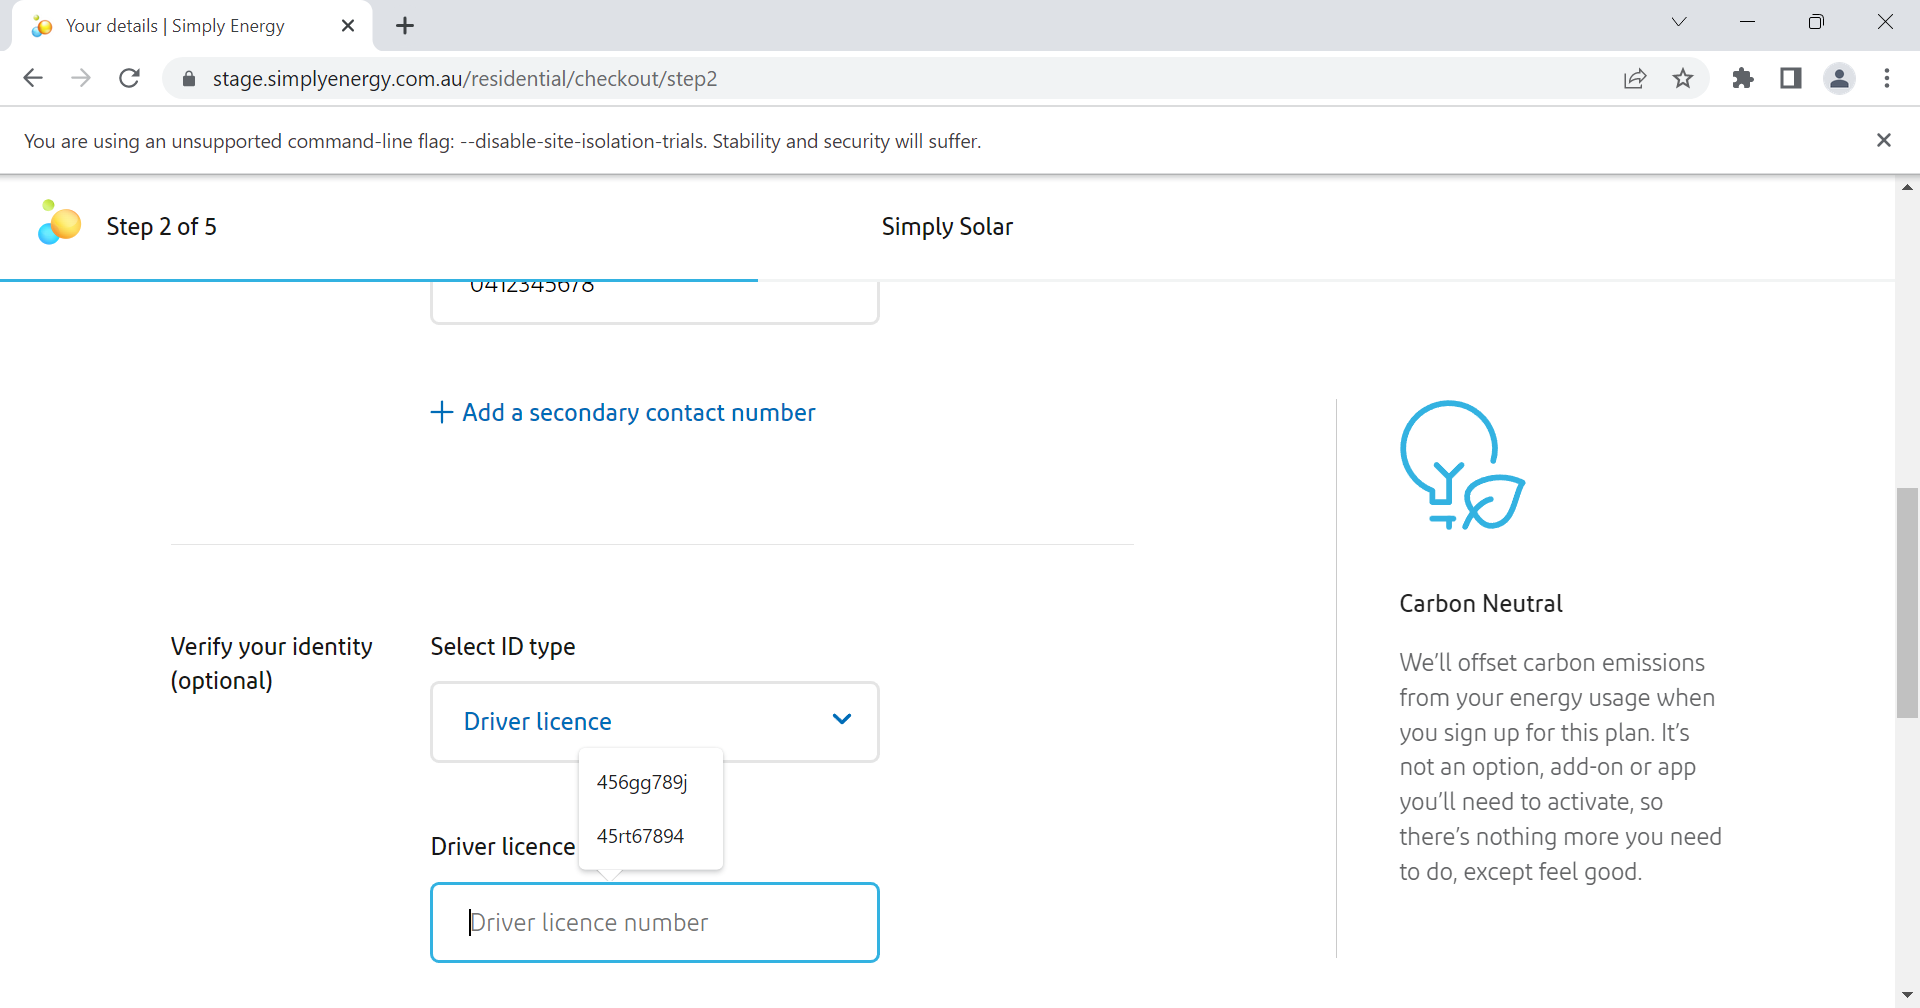 Your details | Simply Energy
stage.simplyenergy.com.au/residential/checkout/step2
You are using an unsupported command-line flag: --disable-site-isolation-trials. Stability and security will suffer.
Step 2 of 5
Simply Solar
0412345678
Add a secondary contact number
Verify your identity
(optional)
Select ID type
Driver licence
456gg789j
45rt67894
Driver licence
Driver licence number
Carbon Neutral
We'll offset carbon emissions
from your energy usage when
you sign up for this plan. It's
not an option, add-on or app
you'll need to activate, so
there's nothing more you need
to do, except feel good.